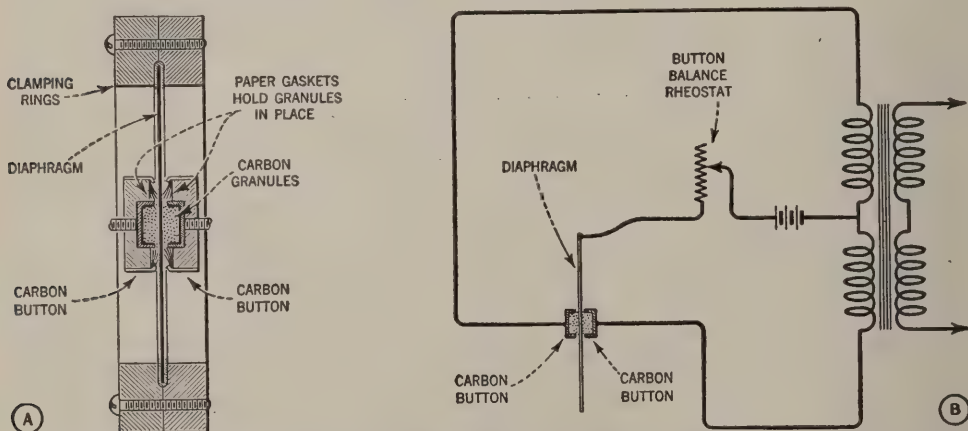 CLAMPING
RINGS
PAPER GASKETS
HOLD GRANULES
IN PLACE
DIAPHRAGM
CARBON
GRANULES
CARBON
BUTTON
CARBON
BUTTON
A
BUTTON
BALANCE
RHEOSTAT
DIAPHRAGM
CARBON
BUTTON
CARBON
BUTTON
B